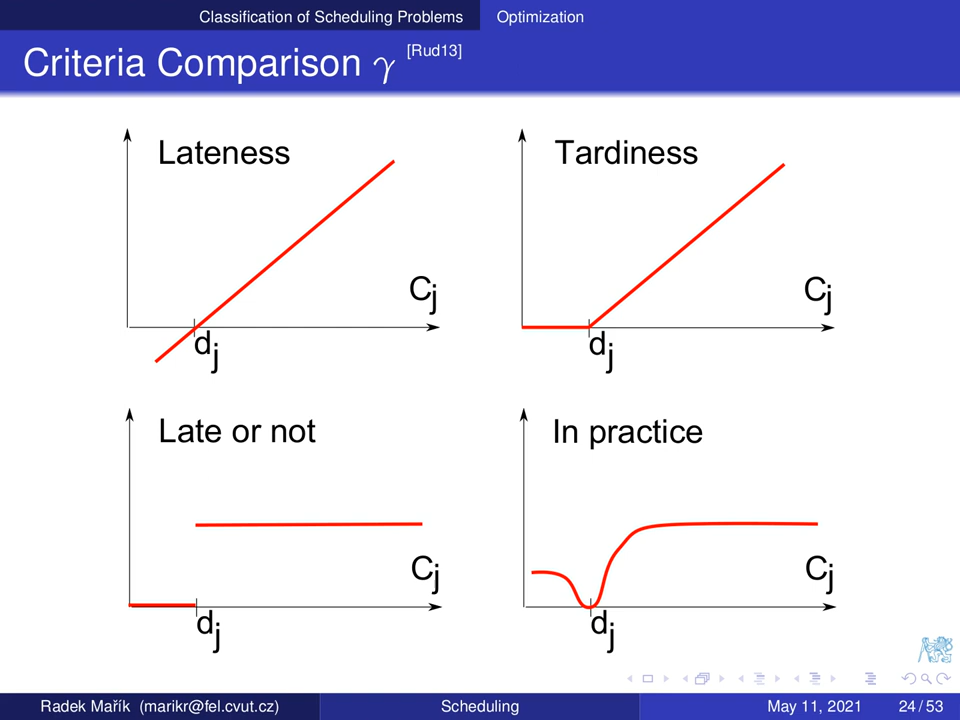 Classification of Scheduling Problems Optimization
Criteria Comparison γ [Rud13]
Lateness
Cj
dj
Tardiness
Cj
dj
Late or not
Cj
dj
In practice
Cj
dj
Radek Mařík (marikr@fel.cvut.cz) Scheduling May 11, 2021 24 / 53